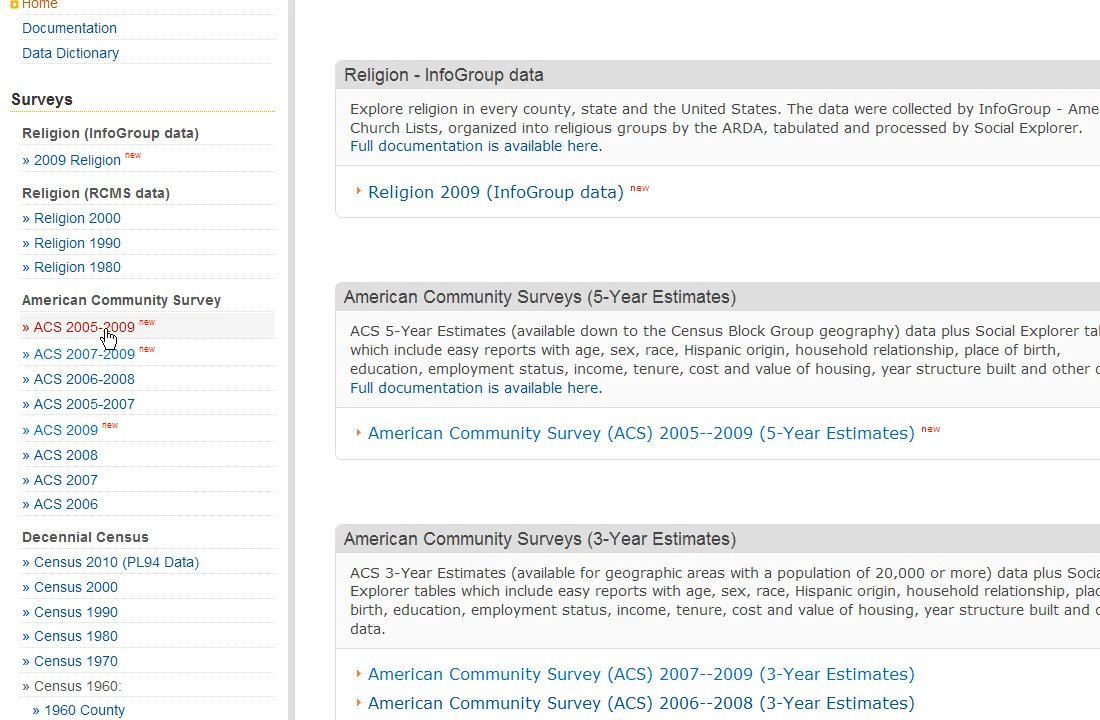 Home
Documentation
Data Dictionary
Surveys
Religion (InfoGroup data)
» 2009 Religion new
Religion (RCMS data)
» Religion 2000
» Religion 1990
» Religion 1980
American Community Survey
» ACS 2005-2009 new
» ACS 2007-2009 new
» ACS 2006-2008
» ACS 2005-2007
» ACS 2009 new
» ACS 2008
» ACS 2007
» ACS 2006
Decennial Census
» Census 2010 (PL94 Data)
» Census 2000
» Census 1990
» Census 1980
» Census 1970
» Census 1960:
» 1960 County
Religion - InfoGroup data
Explore religion in every county, state and the United States. The data were collected by InfoGroup - Ame
Church Lists, organized into religious groups by the ARDA, tabulated and processed by Social Explorer.
Full documentation is available here.
Religion 2009 (InfoGroup data) new
American Community Surveys (5-Year Estimates)
ACS 5-Year Estimates (available down to the Census Block Group geography) data plus Social Explorer tal
which include easy reports with age, sex, race, Hispanic origin, household relationship, place of birth,
education, employment status, income, tenure, cost and value of housing, year structure built and other c
Full documentation is available here.
American Community Survey (ACS) 2005--2009 (5-Year Estimates) new
American Community Surveys (3-Year Estimates)
ACS 3-Year Estimates (available for geographic areas with a population of 20,000 or more) data plus Socia
Explorer tables which include easy reports with age, sex, race, Hispanic origin, household relationship, plac
birth, education, employment status, income, tenure, cost and value of housing, year structure built and c
data.
American Community Survey (ACS) 2007--2009 (3-Year Estimates)
American Community Survey (ACS) 2006--2008 (3-Year Estimates)